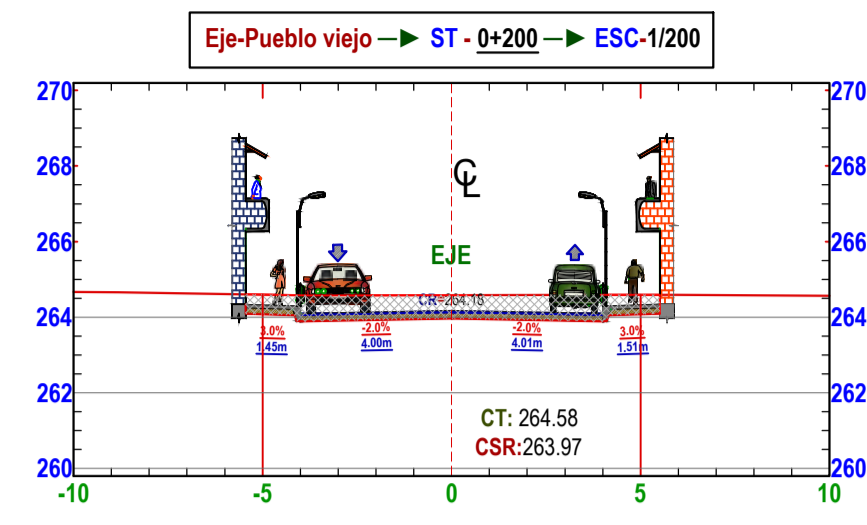 Eje-Pueblo viejo ST - 0+200 ESC-1/200
270 270
268 268
CL
266 266
EJE
CR=264.18
264 264
3.0% -2.0% -2.0% 3.0%
1.45m 4.00m 4.01m 1.51m
262 262
CT: 264.58
CSR:263.97
260 260
-10 -5 0 5 10